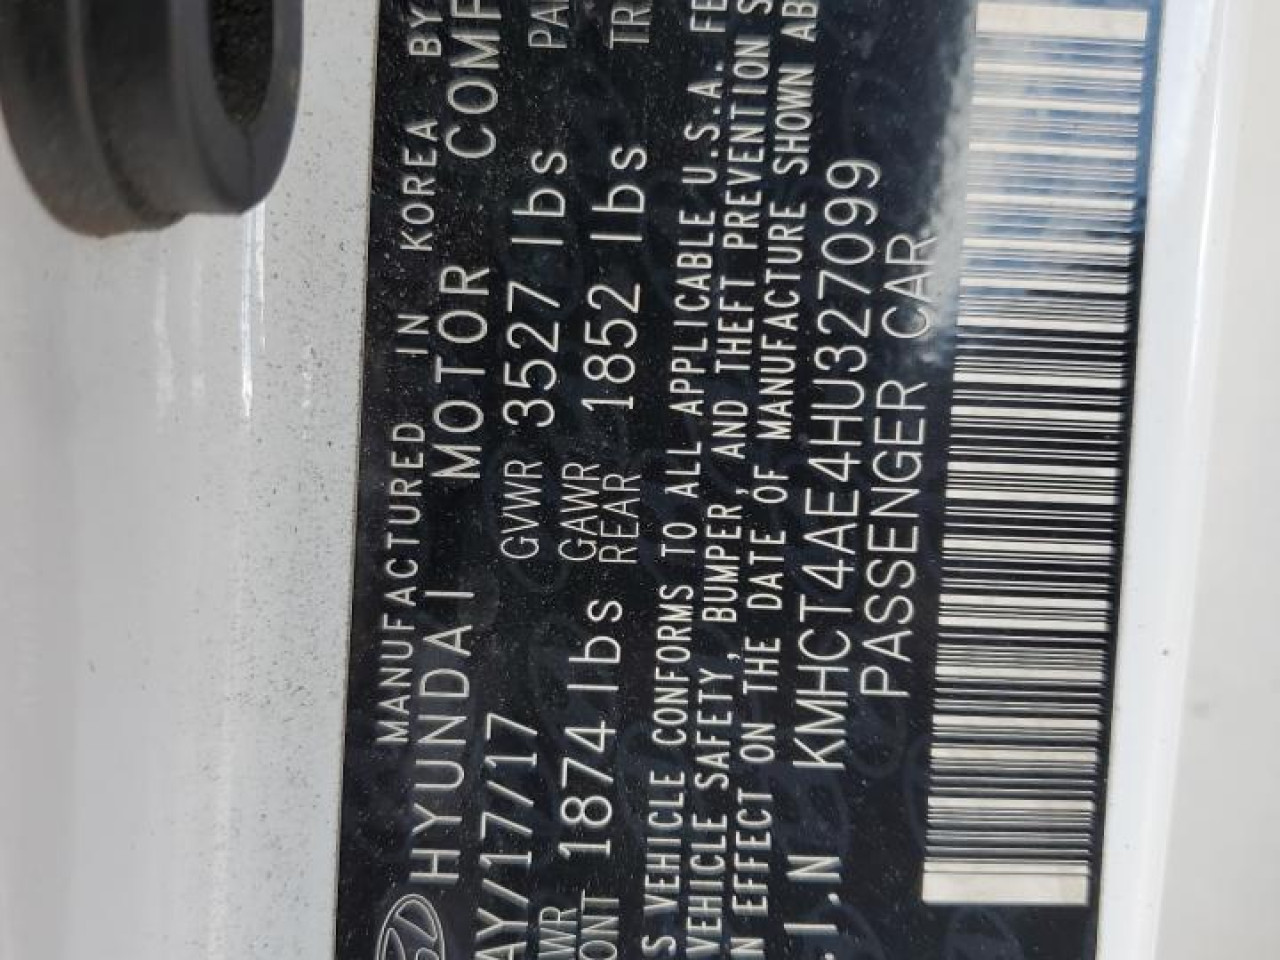 MANUFACTURED IN KOREA BY
HYUNDAI MOTOR COMP
AY/17/17 GVWR 3527 lbs PA
WR GAWR
ONT 1874 lbs REAR 1852 lbs TR
S VEHICLE CONFORMS TO ALL APPLICABLE U.S.A. FE
VEHICLE SAFETY, BUMPER, AND THEFT PREVENTION S
N EFFECT ON THE DATE OF MANUFACTURE SHOWN AB
.I.N KMHCT4AE4HU327099
PASSENGER CAR